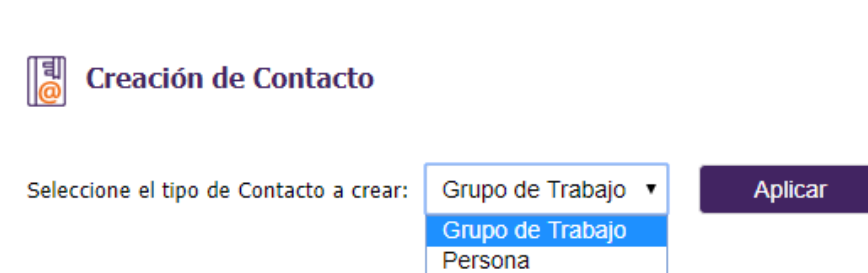 Creación de Contacto
Seleccione el tipo de Contacto a crear: Grupo de Trabajo Aplicar
Grupo de Trabajo
Persona